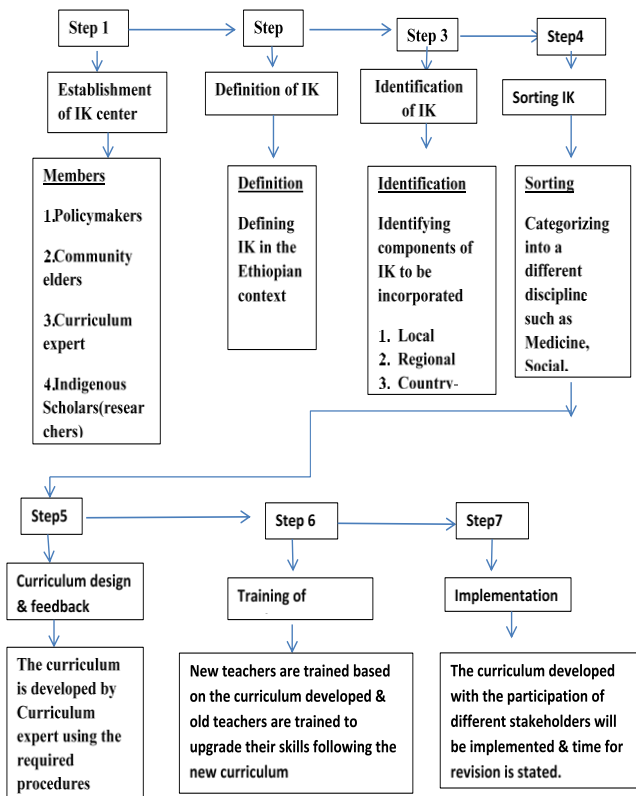 Step 1
Step
Step 3
Step4
Establishment
of IK center
Definition of IK
Identification
of IK
Sorting IK
Members
1.Policymakers
2.Community
elders
3.Curriculum
expert
4.Indigenous
Scholars(resear
chers)
Definition
Defining
IK in the
Ethiopian
context
Identification
Identifying
components of
IK to be
incorporated
1. Local
2. Regional
3. Country-
Sorting
Categorizing
into a
different
such as
Medicine,
Social.
Step5
Step 6
Step7
Curriculum design
& feedback
Training of
Implementation
The curriculum
is developed by
Curriculum
expert using the
required
procedures
New teachers are trained based
on the curriculum developed &
old teachers are trained to
upgrade their skills following the
new curriculum
The curriculum developed
with the participation of
different stakeholders will
be implemented & time for
revision is stated.